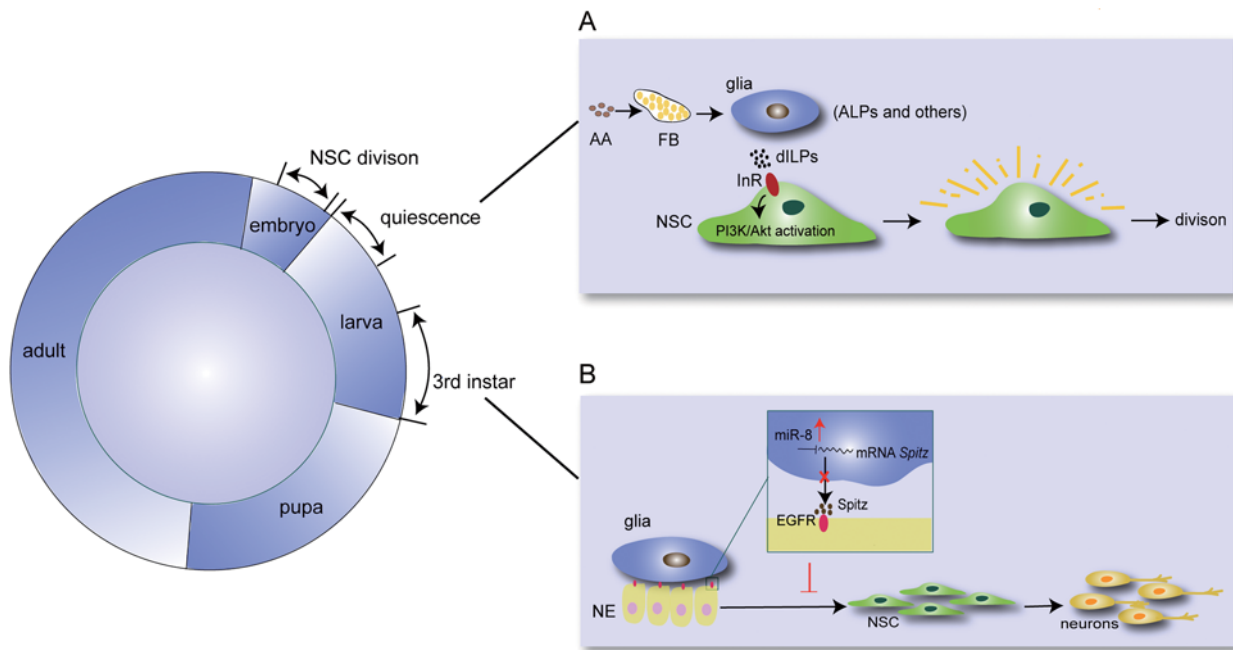 A
glia
(ALPs and others)
AA
FB
dILPs
InR
NSC
PI3K/Akt activation
divison
NSC divison
quiescence
embryo
larva
adult
3rd instar
pupa
B
miR-8
mRNA Spitz
Spitz
EGFR
glia
NE
NSC
neurons